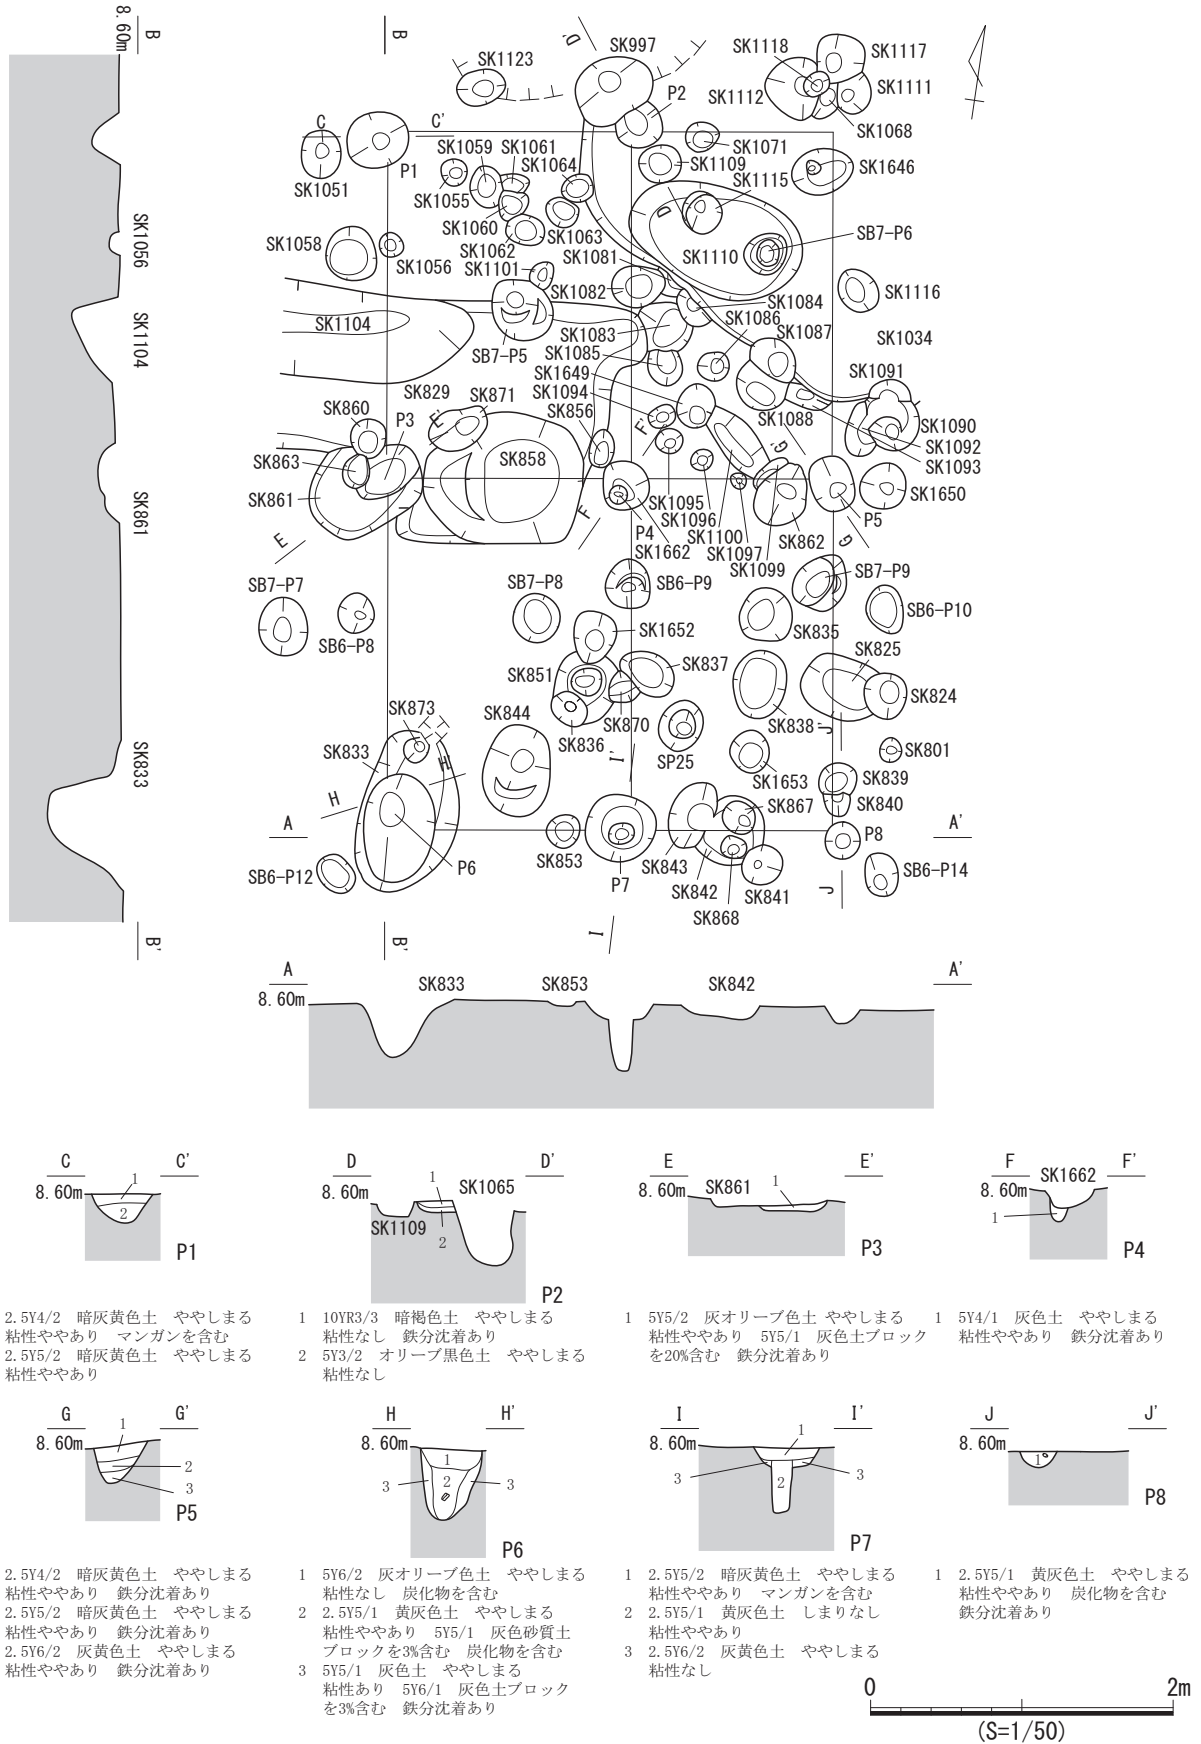 B
8.60m
B
D'
SK997
SK1118
SK1117
SK1123
P2
SK1112
SK1111
SK1068
C
C'
SK1059
SK1061
SK1064
SK1071
P1
SK1109
SK1646
SK1051
SK1055
SK1115
D
SK1056
SK1060
SK1063
SB7-P6
SK1058
SK1062
SK1081
SK1110
SK1056
SK1101
SK1082
SK1116
SK1084
SK1104
SK1104
SK1086
SK1083
SK1087
SK1034
SB7-P5
SK1085
SK1649
SK1091
SK829
SK871
SK1094
SK860
E'
SK856
SK1088
P3
F'
SK1090
G'
SK1092
SK863
SK858
SK1093
SK861
SK1095
SK1650
SK861
F
P4
SK1096
SK1100
P5
E
SK1662
SK1097
SK862
G
SK1099
SB7-P7
SB7-P8
SB6-P9
SB7-P9
SB6-P10
SB6-P8
SK1652
SK835
SK825
SK851
SK837
SK824
SK873
SK844
SK870
SK838
J'
SK836
SK833
SK833
I'
SP25
SK801
H'
SK1653
SK839
H
SK867
SK840
A
A'
P8
SK853
SK843
SB6-P12
P6
P7
SK842
SK841
SB6-P14
SK868
J
I
B'
B'
A
SK833
SK853
SK842
A'
8.60m
C
C'
8.60m
1
2
P1
D
D'
8.60m
1
SK1065
SK1109
2
P2
E
E'
8.60m
SK861
1
P3
F
F'
8.60m
SK1662
1
P4
2.5Y4/2 暗灰黄色土 ややしまる
粘性ややあり マンガンを含む
2.5Y5/2 暗灰黄色土 ややしまる
粘性ややあり
1 10YR3/3 暗褐色土 ややしまる
粘性なし 鉄分沈着あり
2 5Y3/2 オリーブ黒色土 ややしまる
粘性なし
1 5Y5/2 灰オリーブ色土 ややしまる
粘性ややあり 5Y5/1 灰色土ブロック
を20%含む 鉄分沈着あり
1 5Y4/1 灰色土 ややしまる
粘性ややあり 鉄分沈着あり
G
G'
8.60m
1
2
3
P5
H
H'
8.60m
1
3
2
3
P6
I
I'
8.60m
1
3
2
3
P7
J
J'
8.60m
1
P8
2.5Y4/2 暗灰黄色土 ややしまる
粘性ややあり 鉄分沈着あり
2.5Y5/2 暗灰黄色土 ややしまる
粘性ややあり 鉄分沈着あり
2.5Y6/2 灰黄色土 ややしまる
粘性ややあり 鉄分沈着あり
1 5Y6/2 灰オリーブ色土 ややしまる
粘性なし 炭化物を含む
2 2.5Y5/1 黄灰色土 ややしまる
粘性ややあり 5Y5/1 灰色砂質土
ブロックを3%含む 炭化物を含む
3 5Y5/1 灰色土 ややしまる
粘性あり 5Y6/1 灰色土ブロック
を3%含む 鉄分沈着あり
1 2.5Y5/2 暗灰黄色土 ややしまる
粘性ややあり マンガンを含む
2 2.5Y5/1 黄灰色土 しまりなし
粘性ややあり
3 2.5Y6/2 灰黄色土 ややしまる
粘性なし
1 2.5Y5/1 黄灰色土 ややしまる
粘性ややあり 炭化物を含む
鉄分沈着あり
0
2m
(S=1/50)